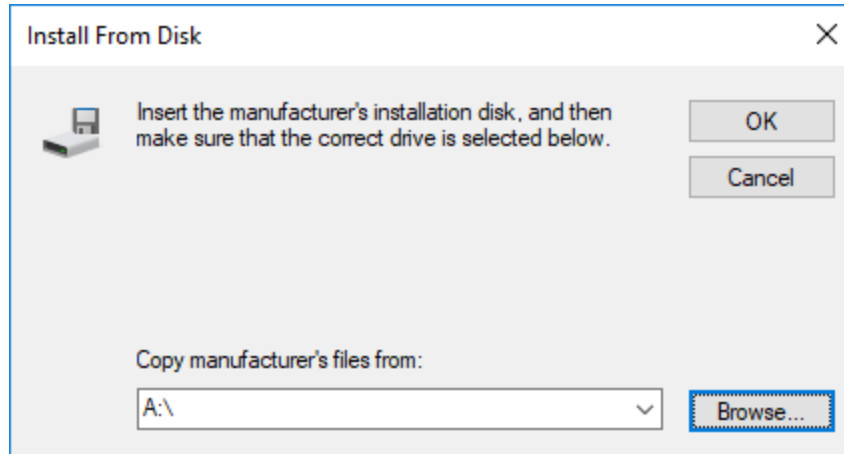 Install From Disk
Insert the manufacturer's installation disk, and then
make sure that the correct drive is selected below.
OK
Cancel
Copy manufacturer's files from:
A:\
Browse...